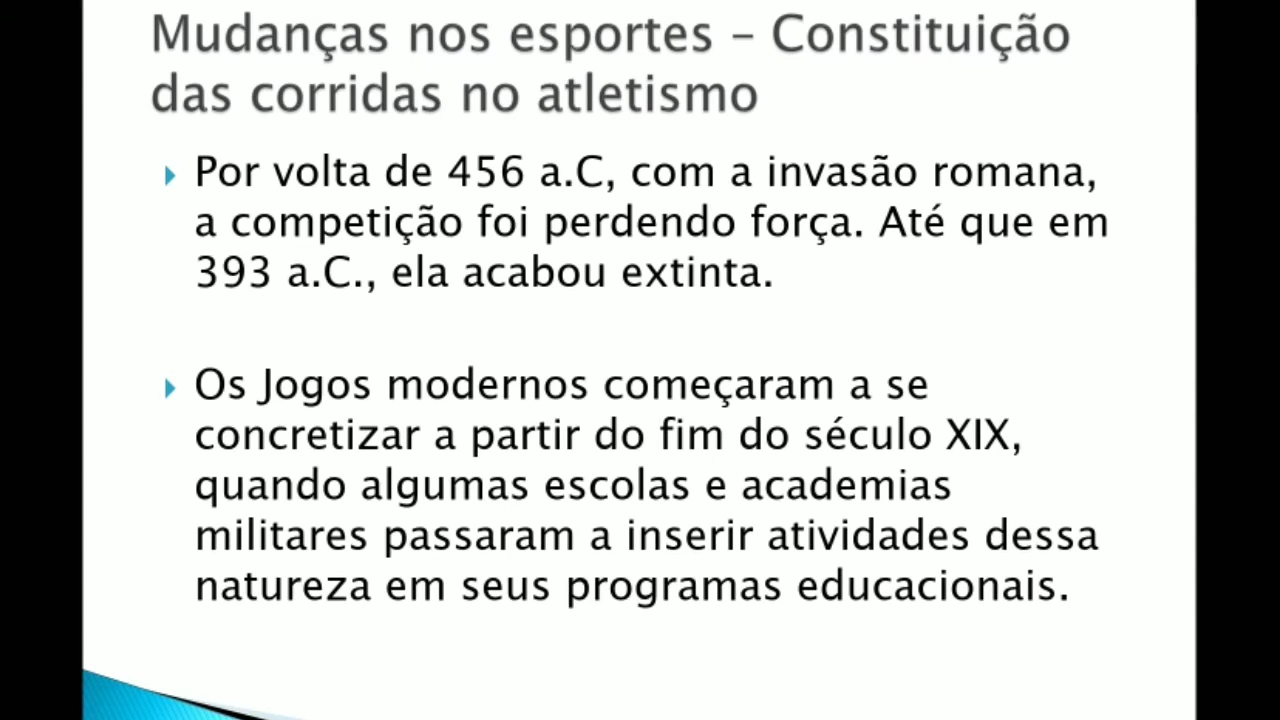 Mudanças nos esportes – Constituição
das corridas no atletismo
Por volta de 456 a.C, com a invasão romana,
a competição foi perdendo força. Até que em
393 a.C., ela acabou extinta.
Os Jogos modernos começaram a se
concretizar a partir do fim do século XIX,
quando algumas escolas e academias
militares passaram a inserir atividades dessa
natureza em seus programas educacionais.